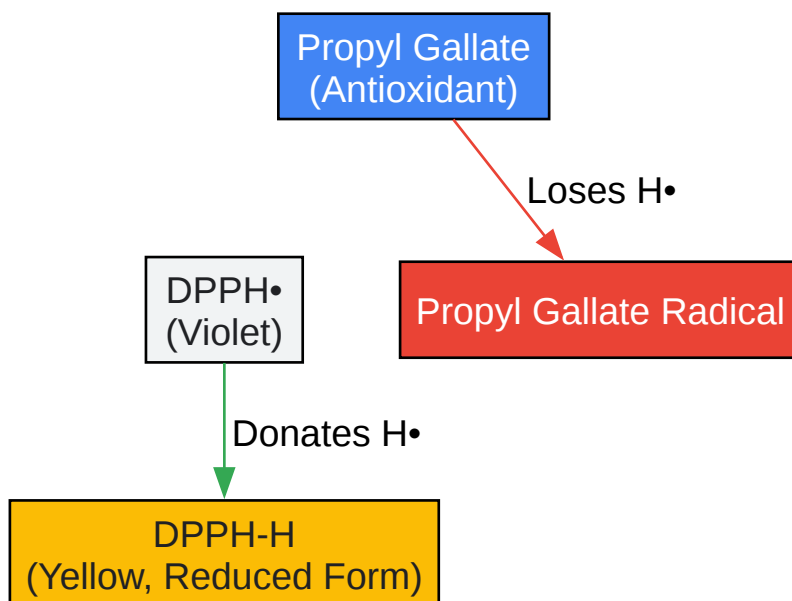 Propyl Gallate
(Antioxidant)
Loses H•
DPPH•
(Violet)
Propyl Gallate Radical
Donates H•
DPPH-H
(Yellow, Reduced Form)